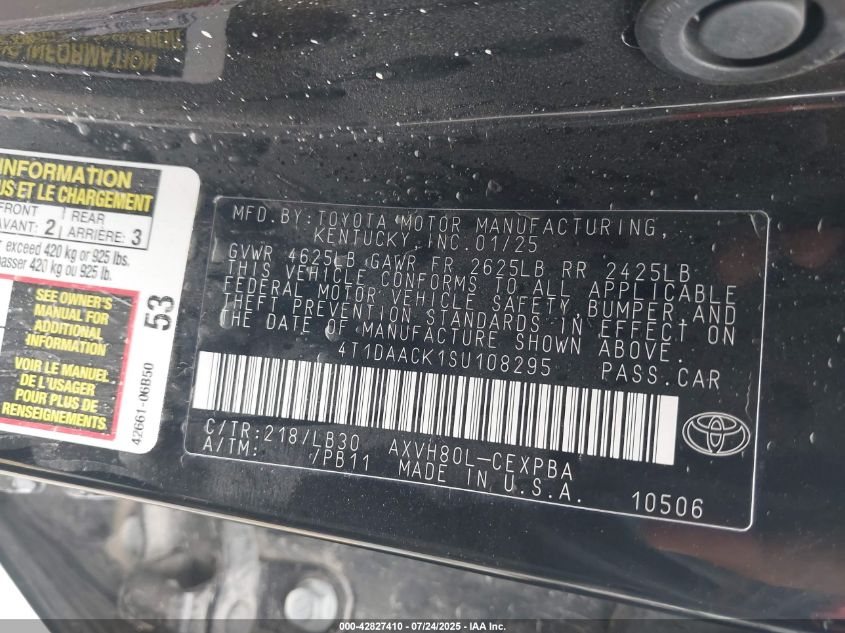 INFORMATION
INFORMATION
US ET LE CHARGEMENT
FRONT
AVANT: 2
REAR
ARRIÈRE: 3
exceed 420 kg or 925 lbs.
passer 420 kg ou 925 lb.
SEE OWNER'S
MANUAL FOR
ADDITIONAL
INFORMATION
VOIR LE MANUEL
DE L'USAGER
POUR PLUS DE
RENSEIGNEMENTS
53
42661-06B50
MFD.BY:TOYOTA MOTOR MANUFACTURING,
KENTUCKY,INC.01/25
GVWR 4625LB GAWR FR 2625LB RR 2425LB
THIS VEHICLE CONFORMS TO ALL APPLICABLE
FEDERAL MOTOR VEHICLE SAFETY,BUMPER,AND
THEFT PREVENTION STANDARDS IN EFFECT ON
THE DATE OF MANUFACTURE SHOWN ABOVE.
4T1DAACK1SU108295 PASS.CAR
C/TR:218/LB30 AXVH80L-CEXPBA
A/TM: /PB11 MADE IN U.S.A.
10506
000-42827410 • 07/24/2025 • IAA Inc.